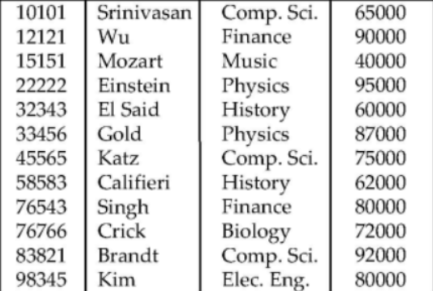 10101 Srinivasan Comp. Sci. 65000
12121 Wu Finance 90000
15151 Mozart Music 40000
22222 Einstein Physics 95000
32343 El Said History 60000
33456 Gold Physics 87000
45565 Katz Comp. Sci. 75000
58583 Califieri History 62000
76543 Singh Finance 80000
76766 Crick Biology 72000
83821 Brandt Comp. Sci. 92000
98345 Kim Elec. Eng. 80000